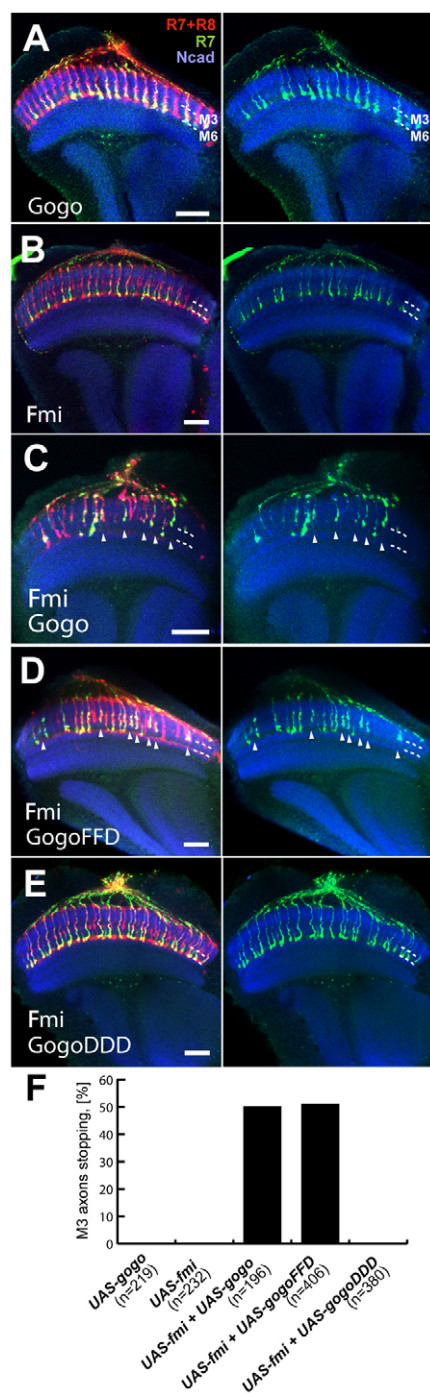 A
R7+R8
R7
Ncad
M3
M6
Gogo
M3
M6
B
Fmi
C
Fmi
Gogo
D
Fmi
GogoFFD
E
Fmi
GogoDDD
F
M3 axons stopping, [%]
60
50
40
30
20
10
0
UAS-gogo
(n=219)
UAS-fmi
(n=232)
UAS-fmi + UAS-gogo
(n=196)
UAS-fmi + UAS-gogoFFD
(n=406)
UAS-fmi + UAS-gogoDDD
(n=380)